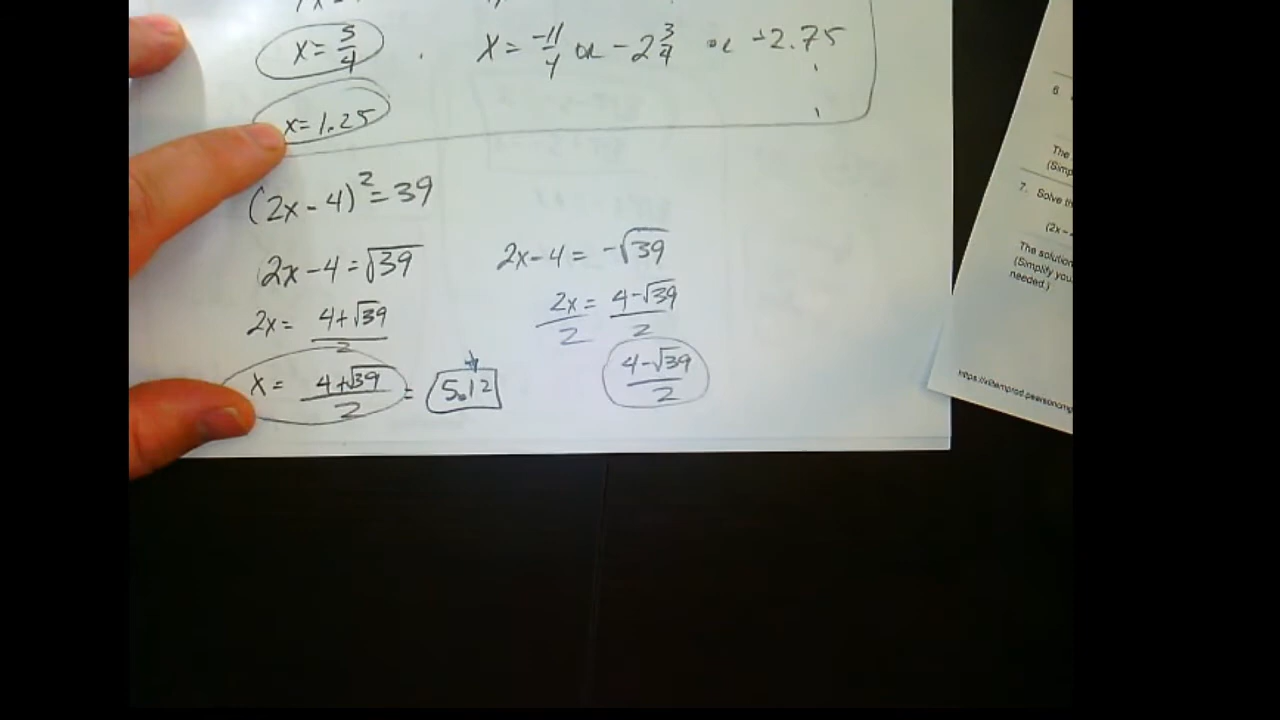 x = 5/4
x = -11/4 or -2 3/4 or -2.75
x = 1.25
(2x - 4)² = 39
2x - 4 = √39
2x - 4 = -√39
2x = 4 + √39
2
2x = 4 - √39
2 2
x = (4 + √39)/2 = 5.12
(4 - √39)/2
6
The
(Simp
7. Solve th
(2x -
The solution
(Simplify you
needed.)